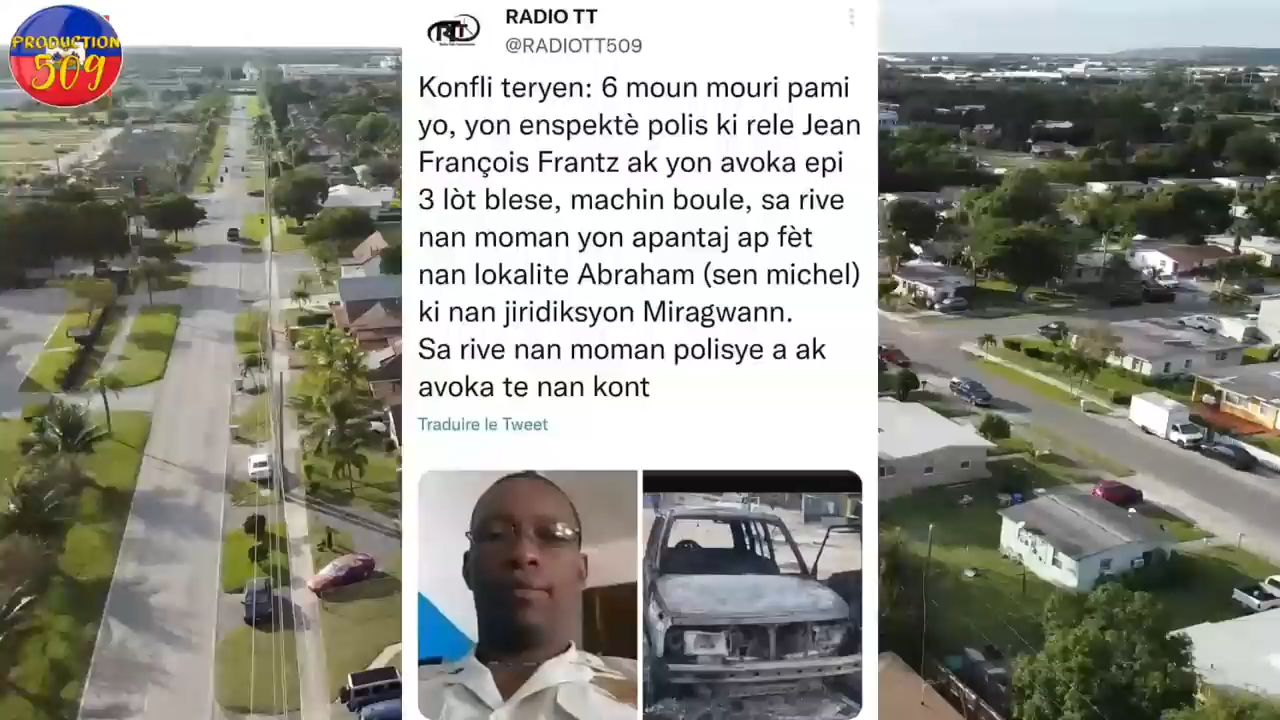 PRODUCTION
509
RTT
RADIO TT
@RADIOTT509
Konfli teryen: 6 moun mouri pami
yo, yon enspektè polis ki rele Jean
François Frantz ak yon avoka epi
3 lòt blese, machin boule, sa rive
nan moman yon apantaj ap fèt
nan lokalite Abraham (sen michel)
ki nan jiridiksyon Miragwann.
Sa rive nan moman polisye a ak
avoka te nan kont
Traduire le Tweet